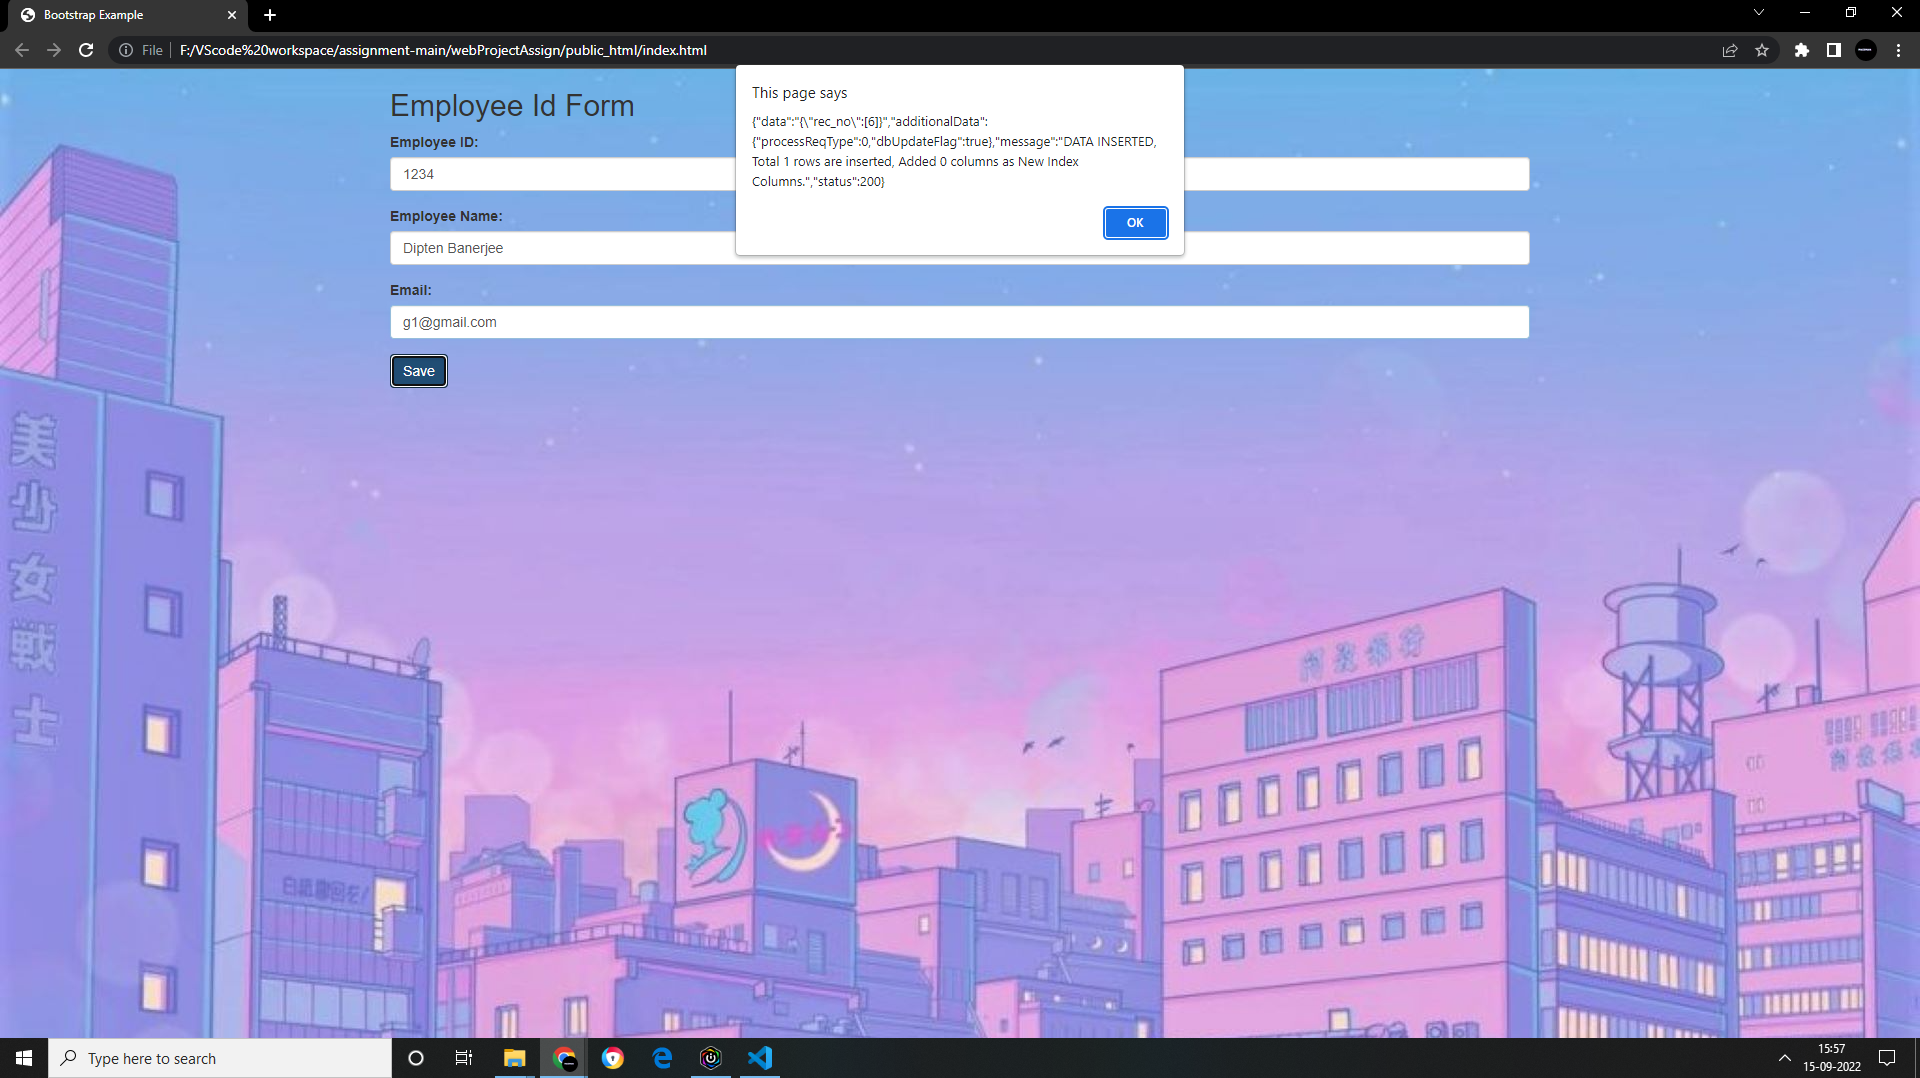 Bootstrap Example
File
F:/VScode%20workspace/assignment-main/webProjectAssign/public_html/index.html
This page says
{"data":"{\"rec_no\":[6]}","additionalData":
{"processReqType":0,"dbUpdateFlag":true},"message":"DATA INSERTED,
Total 1 rows are inserted, Added 0 columns as New Index
Columns.","status":200}
OK
Employee Id Form
Employee ID:
1234
Employee Name:
Dipten Banerjee
Email:
g1@gmail.com
Save
美
少
女
戦
士
Type here to search
15:57
15-09-2022